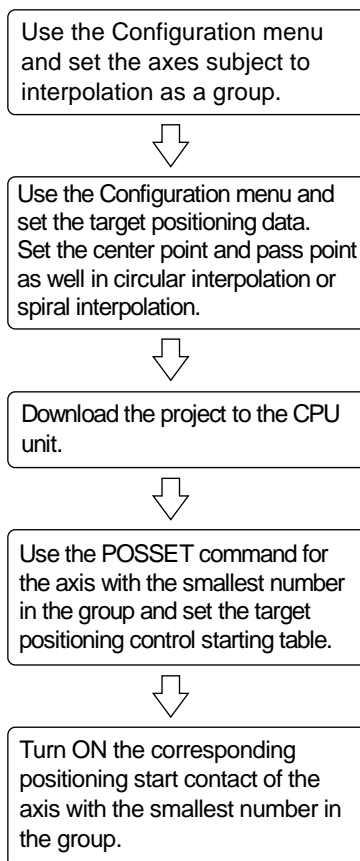 Use the Configuration menu
and set the axes subject to
interpolation as a group.
Use the Configuration menu and
set the target positioning data.
Set the center point and pass point
as well in circular interpolation or
spiral interpolation.
Download the project to the CPU
unit.
Use the POSSET command for
the axis with the smallest number
in the group and set the target
positioning control starting table.
Turn ON the corresponding
positioning start contact of the
axis with the smallest number in
the group.